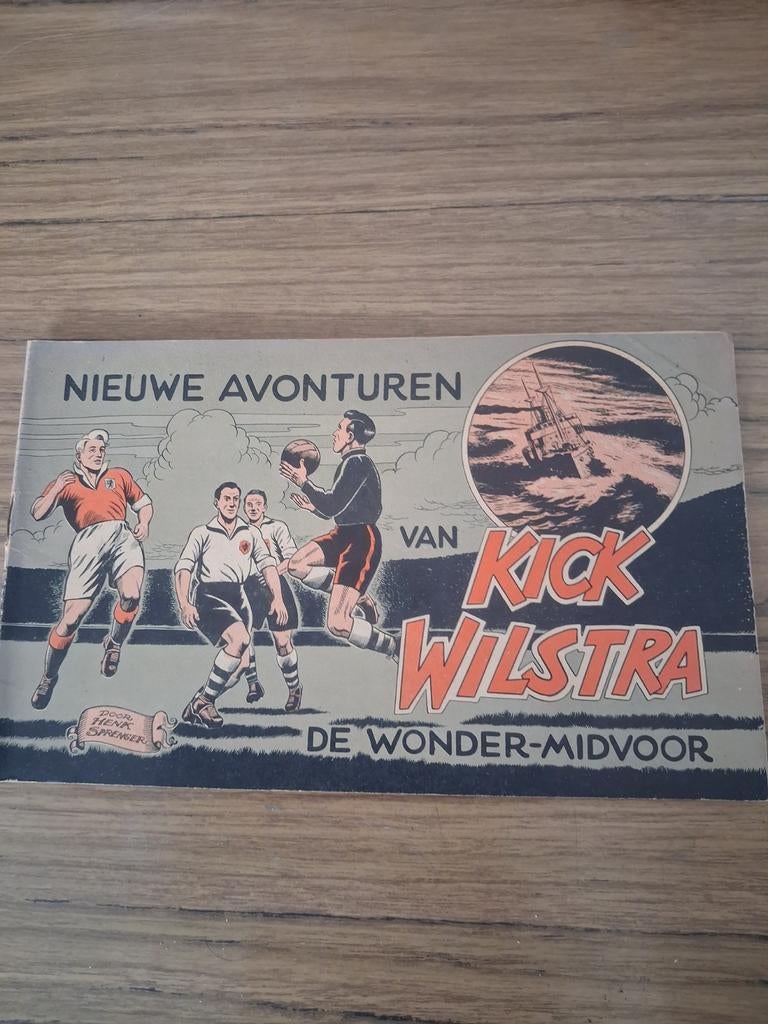 NIEUWE AVONTUREN
VAN
KICK
WILSTRA
DE WONDER-MIDVOOR
DOOR
HENK
SPRENGER